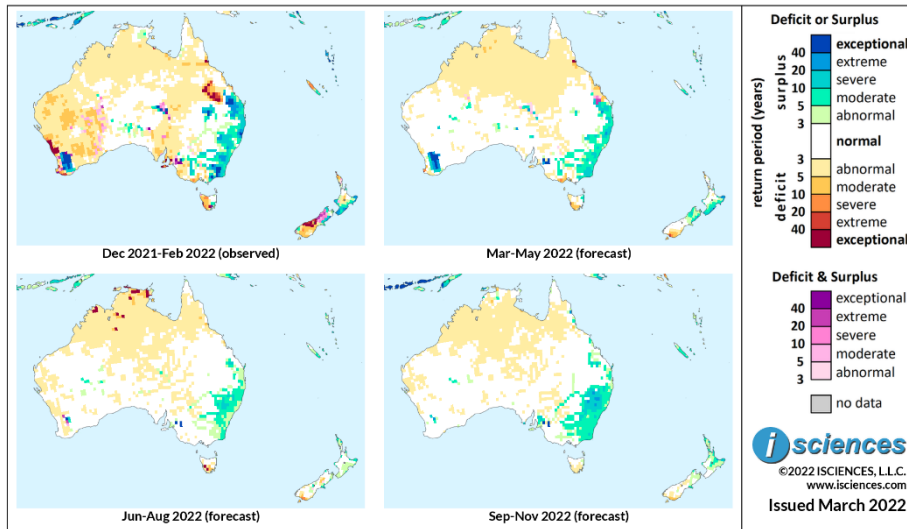 Dec 2021-Feb 2022 (observed)
Mar-May 2022 (forecast)
Jun-Aug 2022 (forecast)
Sep-Nov 2022 (forecast)
Deficit or Surplus
return period (years)
surplus
deficit
exceptional
40
extreme
20
severe
10
moderate
5
abnormal
3
normal
3
abnormal
5
moderate
10
severe
20
extreme
40
exceptional
Deficit & Surplus
exceptional
40
extreme
20
severe
10
moderate
5
abnormal
3
no data
i sciences
©2022 ISCIENCES, L.L.C.
www.isciences.com
Issued March 2022